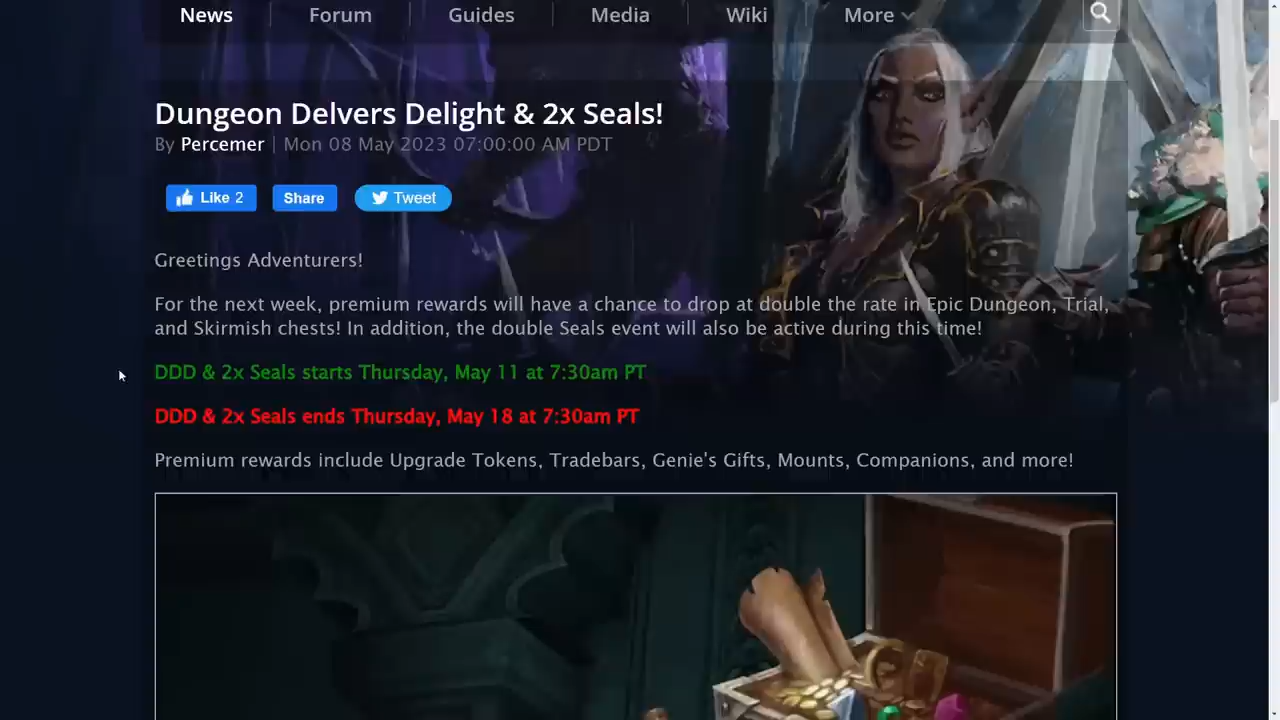 News Forum Guides Media Wiki More
Dungeon Delvers Delight & 2x Seals!
By Percemer | Mon 08 May 2023 07:00:00 AM PDT
Like 2 Share Tweet
Greetings Adventurers!
For the next week, premium rewards will have a chance to drop at double the rate in Epic Dungeon, Trial,
and Skirmish chests! In addition, the double Seals event will also be active during this time!
DDD & 2x Seals starts Thursday, May 11 at 7:30am PT
DDD & 2x Seals ends Thursday, May 18 at 7:30am PT
Premium rewards include Upgrade Tokens, Tradebars, Genie's Gifts, Mounts, Companions, and more!